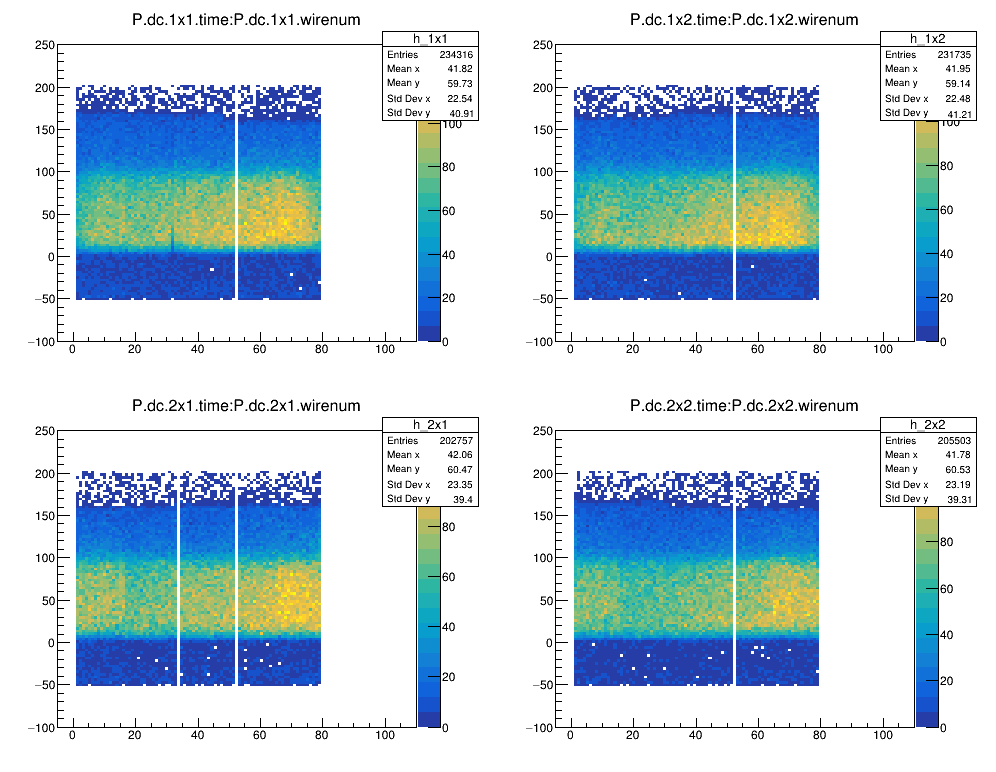 P.dc.1x1.time:P.dc.1x1.wirenum
h_1x1
Entries 234316
Mean x 41.82
Mean y 59.73
Std Dev x 22.54
Std Dev y 40.91
250
200
150
100
50
0
−50
−100
0 20 40 60 80 100
100
80
60
40
20
0
P.dc.1x2.time:P.dc.1x2.wirenum
h_1x2
Entries 231735
Mean x 41.95
Mean y 59.14
Std Dev x 22.48
Std Dev y 41.21
250
200
150
100
50
0
−50
−100
0 20 40 60 80 100
100
80
60
40
20
0
P.dc.2x1.time:P.dc.2x1.wirenum
h_2x1
Entries 202757
Mean x 42.06
Mean y 60.47
Std Dev x 23.35
Std Dev y 39.4
250
200
150
100
50
0
−50
−100
0 20 40 60 80 100
80
60
40
20
0
P.dc.2x2.time:P.dc.2x2.wirenum
h_2x2
Entries 205503
Mean x 41.78
Mean y 60.53
Std Dev x 23.19
Std Dev y 39.31
250
200
150
100
50
0
−50
−100
0 20 40 60 80 100
80
60
40
20
0